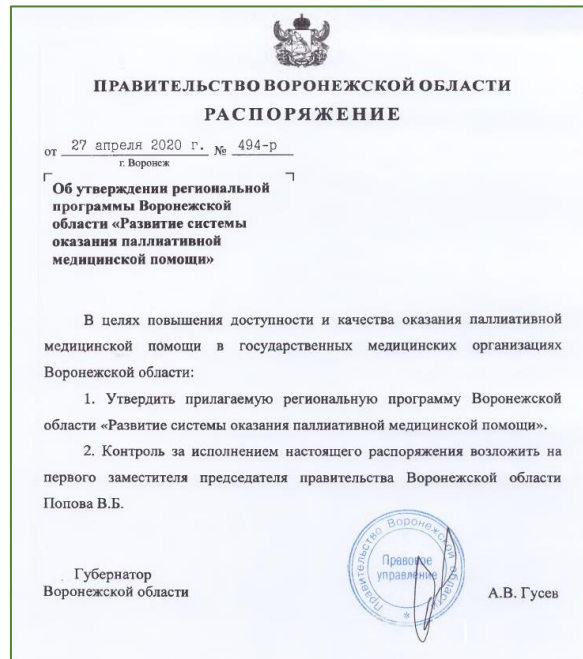 ПРАВИТЕЛЬСТВО ВОРОНЕЖСКОЙ ОБЛАСТИ
РАСПОРЯЖЕНИЕ
от 27 апреля 2020 г. № 494-р
г. Воронеж
Об утверждении региональной
программы Воронежской
области «Развитие системы
оказания паллиативной
медицинской помощи»
В целях повышения доступности и качества оказания паллиативной
медицинской помощи в государственных медицинских организациях
Воронежской области:
1. Утвердить прилагаемую региональную программу Воронежской
области «Развитие системы оказания паллиативной медицинской помощи».
2. Контроль за исполнением настоящего распоряжения возложить на
первого заместителя председателя правительства Воронежской области
Попова В.Б.
Правительство Воронежской области
Правовое
управление
Губернатор
Воронежской области
А.В. Гусев